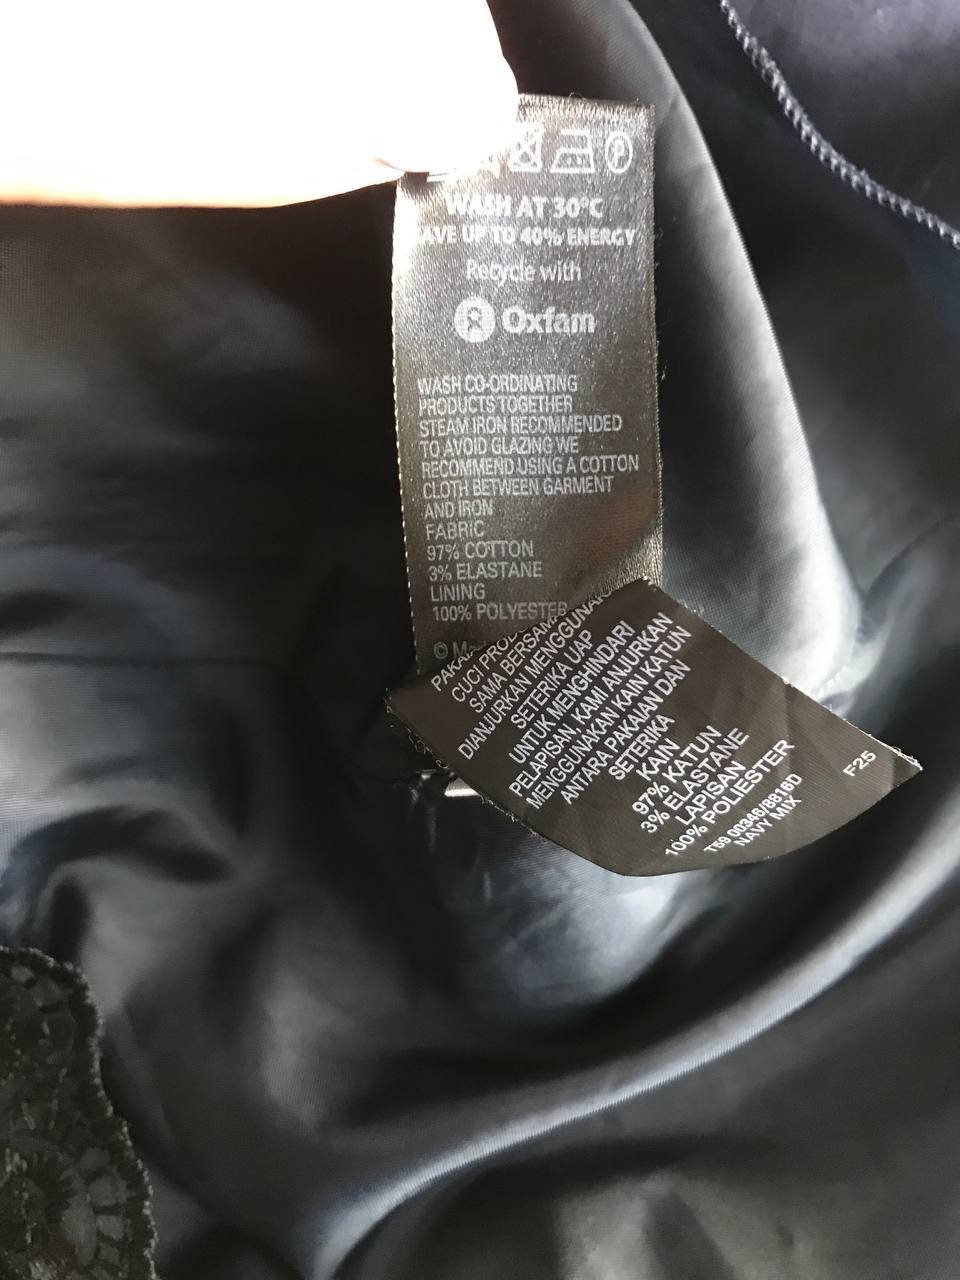 WASH AT 30°C
SAVE UP TO 40% ENERGY
Recycle with
Oxfam
WASH CO-ORDINATING
PRODUCTS TOGETHER
STEAM IRON RECOMMENDED
TO AVOID GLAZING WE
RECOMMEND USING A COTTON
CLOTH BETWEEN GARMENT
AND IRON
FABRIC
97% COTTON
3% ELASTANE
LINING
100% POLYESTER
©
CUCI
SAMA BERSAMA
DIANJURKAN MENGGUNAKAN
SETERIKA UAP
UNTUK MENGHINDARI
PELAPISAN, KAMI ANJURKAN
MENGGUNAKAN KAIN KATUN
ANTARA PAKAIAN DAN
SETERIKA
KAIN
97% KATUN
3% ELASTANE
LAPISAN
100% POLIESTER
T59 00346/8816D
NAVY MIX
F25